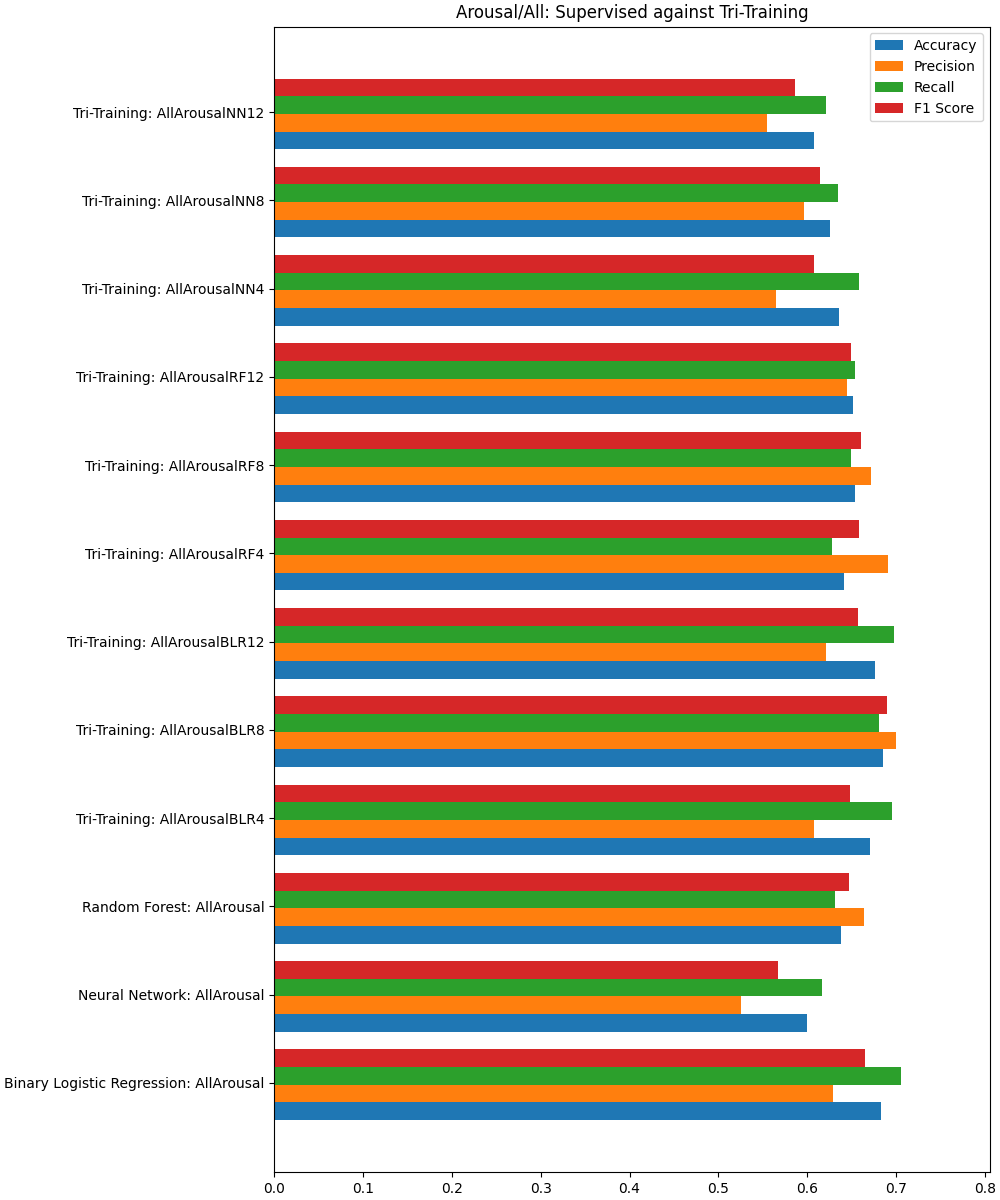 Arousal/All: Supervised against Tri-Training
Accuracy
Precision
Recall
F1 Score
Tri-Training: AllArousalNN12
Tri-Training: AllArousalNN8
Tri-Training: AllArousalNN4
Tri-Training: AllArousalRF12
Tri-Training: AllArousalRF8
Tri-Training: AllArousalRF4
Tri-Training: AllArousalBLR12
Tri-Training: AllArousalBLR8
Tri-Training: AllArousalBLR4
Random Forest: AllArousal
Neural Network: AllArousal
Binary Logistic Regression: AllArousal
0.0 0.1 0.2 0.3 0.4 0.5 0.6 0.7 0.8